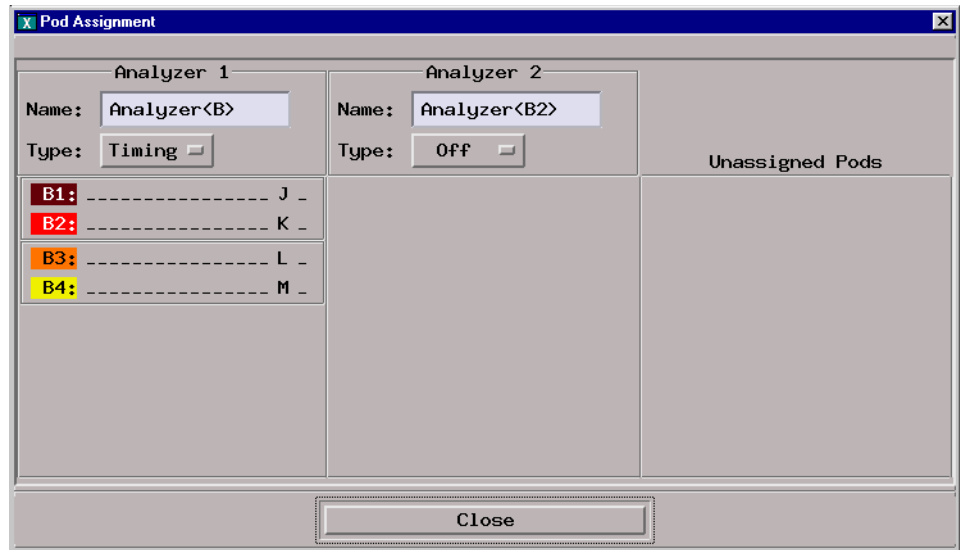 Pod Assignment
Analyzer 1
Name: Analyzer<B>
Type: Timing
Analyzer 2
Name: Analyzer<B2>
Type: Off
Unassigned Pods
B1: _ _ _ _ _ _ _ _ _ _ _ _ _ _ _ _ J _
B2: _ _ _ _ _ _ _ _ _ _ _ _ _ _ _ _ K _
B3: _ _ _ _ _ _ _ _ _ _ _ _ _ _ _ _ L _
B4: _ _ _ _ _ _ _ _ _ _ _ _ _ _ _ _ M _
Close